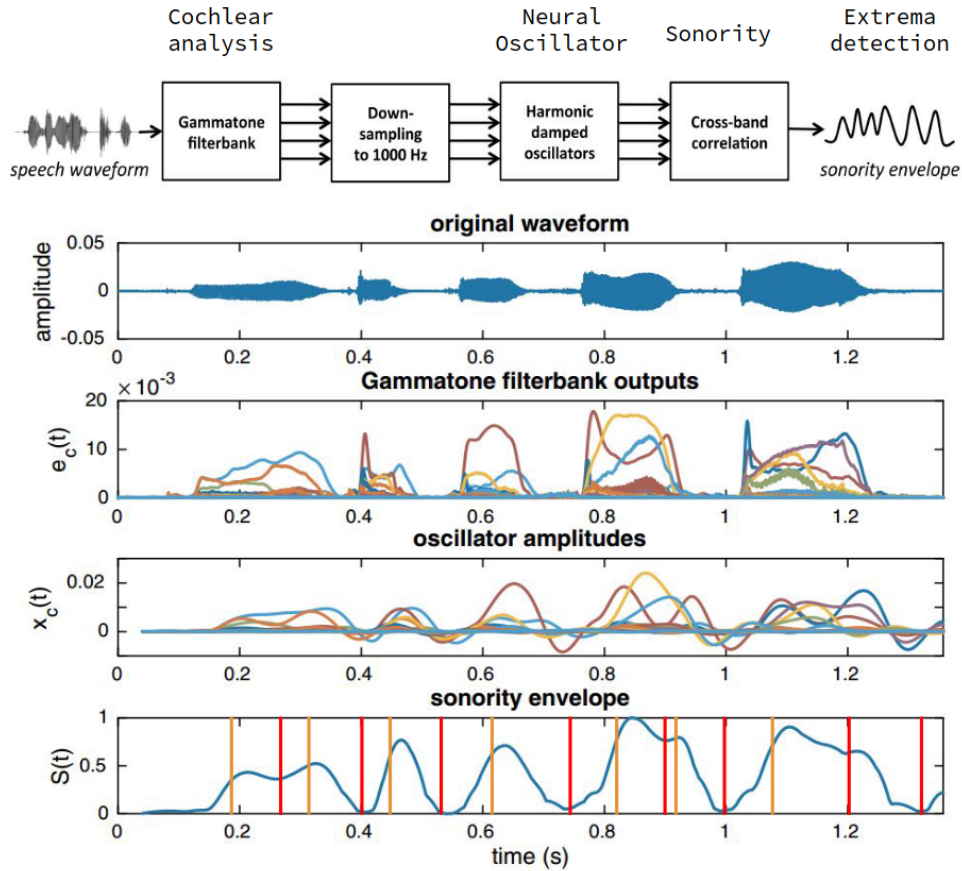 Cochlear
analysis
Neural
Oscillator
Sonority
Extrema
detection
speech waveform
Gammatone
filterbank
Down-
sampling
to 1000 Hz
Harmonic
damped
oscillators
Cross-band
correlation
sonority envelope
original waveform
amplitude
0.05
0
-0.05
0 0.2 0.4 0.6 0.8 1 1.2
Gammatone filterbank outputs
× 10⁻³
e_c(t)
20
10
0
0 0.2 0.4 0.6 0.8 1 1.2
oscillator amplitudes
x_c(t)
0.02
0
0 0.2 0.4 0.6 0.8 1 1.2
sonority envelope
S(t)
1
0.5
0
0 0.2 0.4 0.6 0.8 1 1.2
time (s)